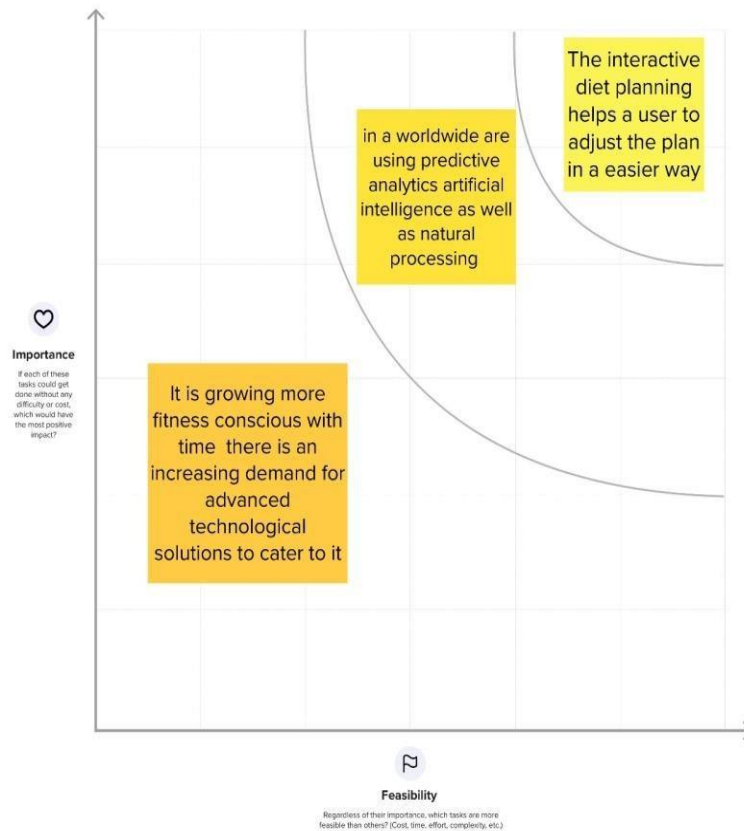 The interactive
diet planning
helps a user to
adjust the plan
in a easier way
in a worldwide are
using predictive
analytics artificial
intelligence as well
as natural
processing
Importance
If each of these
tasks could get
done without any
difficulty or cost,
which would have
the most positive
impact?
It is growing more
fitness conscious with
time there is an
increasing demand for
advanced
technological
solutions to cater to it
Feasibility
Regardless of their importance, which tasks are more
feasible than others? (Cost, time, effort, complexity, etc.)